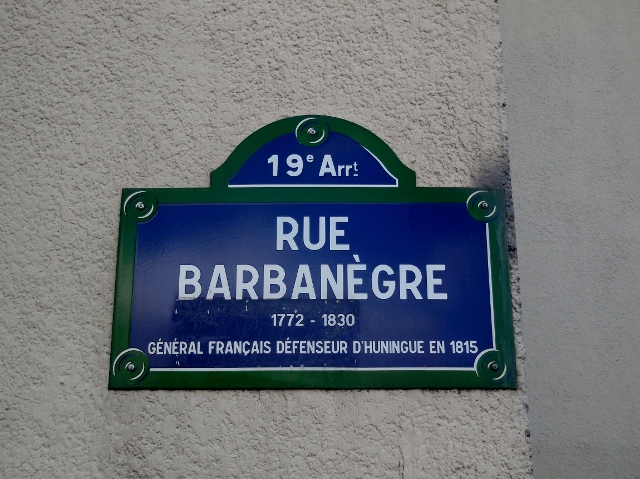 19e Arrt
RUE
BARBANÈGRE
1772 - 1830
GÉNÉRAL FRANÇAIS DÉFENSEUR D'HUNINGUE EN 1815